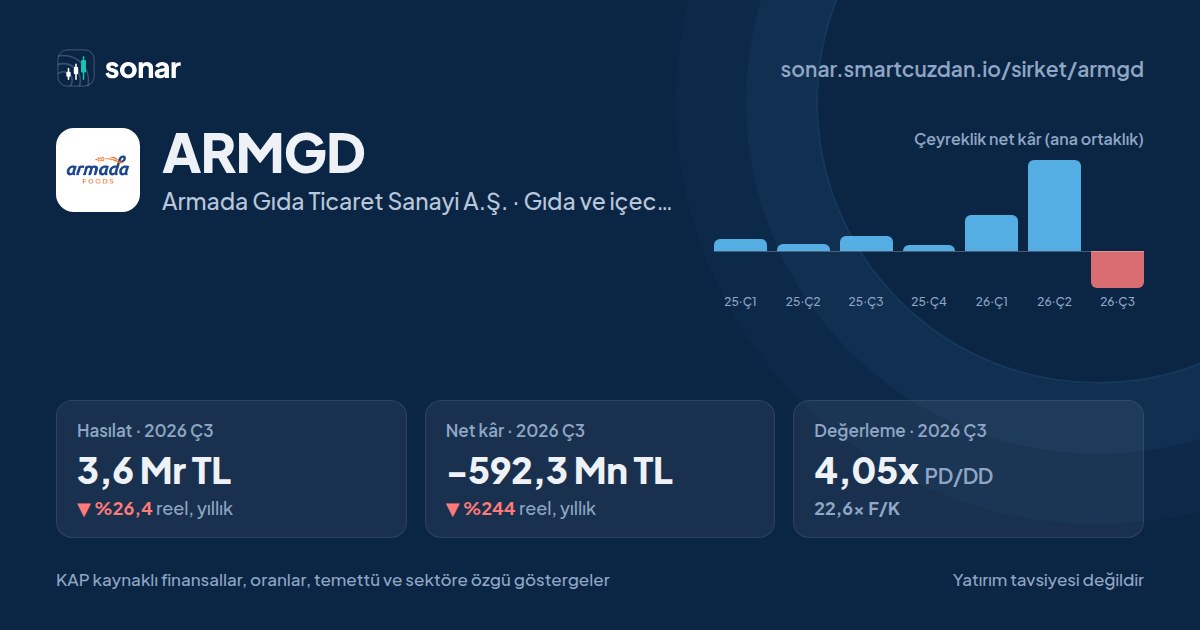 sonar
sonar.smartcuzdan.io/sirket/armgd
armada
FOODS
ARMGD
Armada Gıda Ticaret Sanayi A.Ş. · Gıda ve içec...
Çeyreklik net kâr (ana ortaklık)
25·Ç1 25·Ç2 25·Ç3 25·Ç4 26·Ç1 26·Ç2 26·Ç3
Hasılat · 2026 Ç3
3,6 Mr TL
▼ %26,4 reel, yıllık
Net kâr · 2026 Ç3
−592,3 Mn TL
▼ %244 reel, yıllık
Değerleme · 2026 Ç3
4,05x PD/DD
22,6× F/K
KAP kaynaklı finansallar, oranlar, temettü ve sektöre özgü göstergeler
Yatırım tavsiyesi değildir